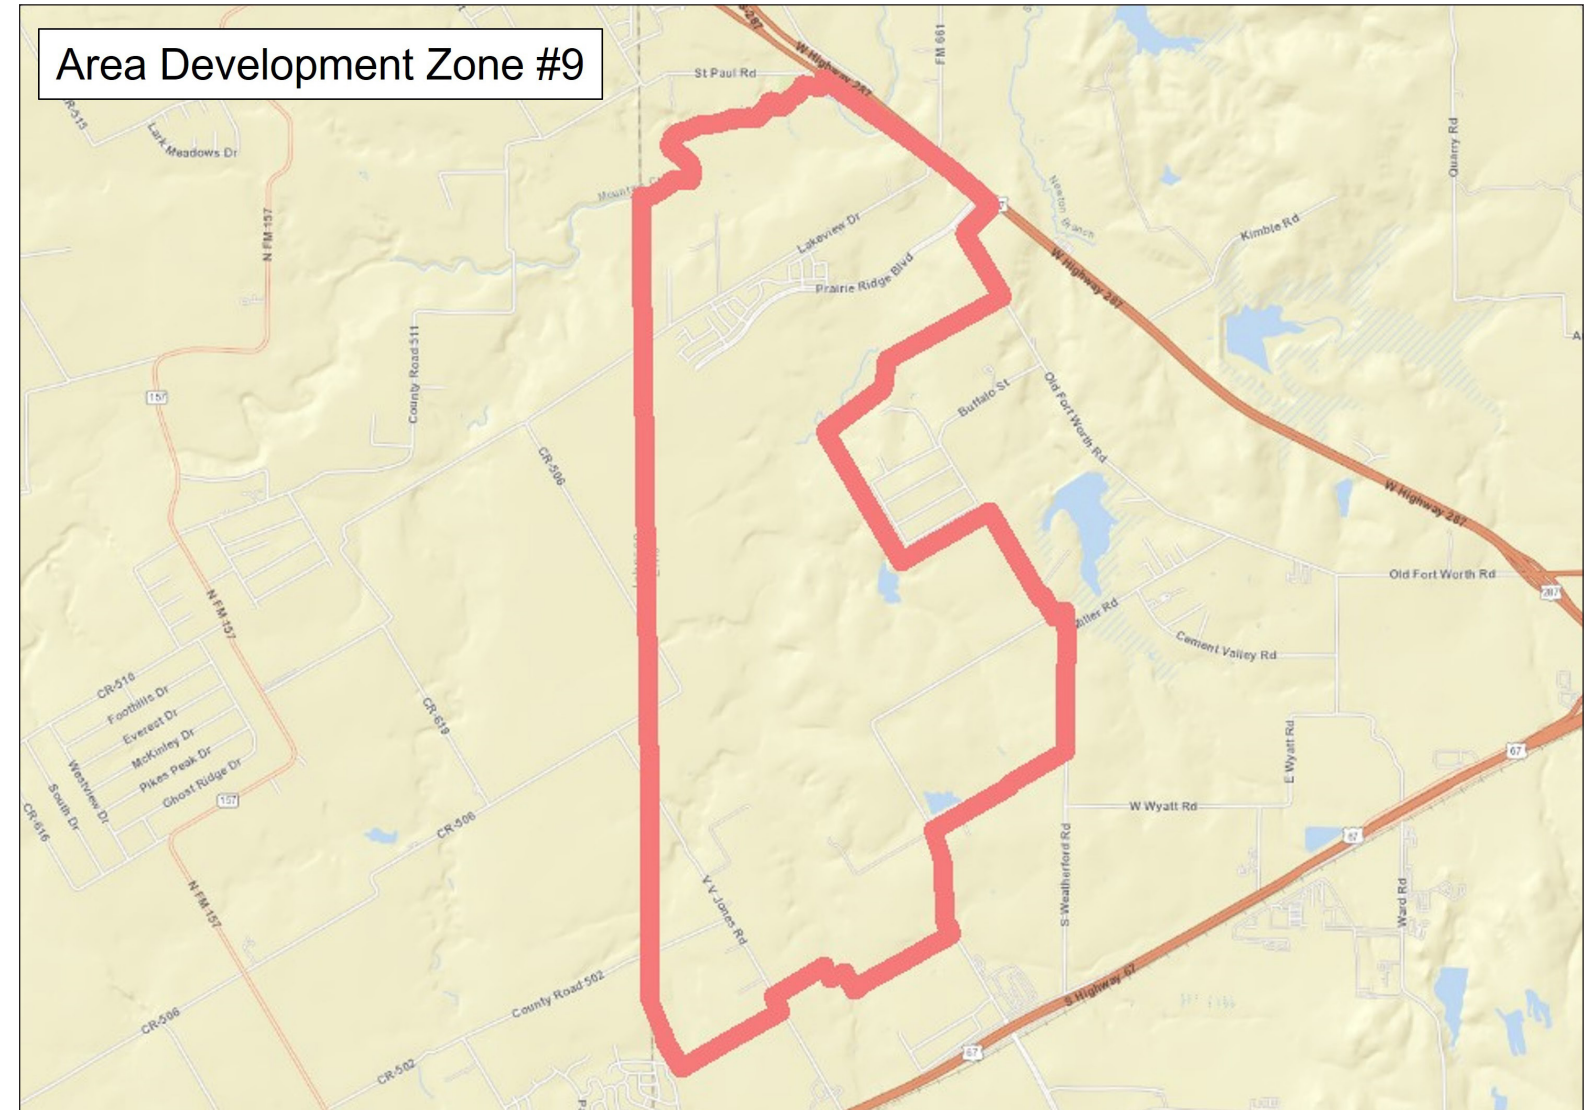 Area Development Zone #9
St Paul Rd
W Highway 287
FM 661
Quarry Rd
Lark Meadows Dr
Newton Branch
Kimble Rd
N FM 157
Lakeview Dr
Prairie Ridge Blvd
W Highway 287
County Road 511
157
Buffalo St
Old Fort Worth Rd
CR-506
W Highway 287
Old Fort Worth Rd
287
N FM 157
Cement Valley Rd
CR-510
Foothills Dr
Everest Dr
McKinley Dr
Pikes Peak Dr
Ghost Ridge Dr
Westview Dr
South Dr
CR-616
CR-619
157
E Wyatt Rd
67
W Wyatt Rd
CR-506
67
S Weatherford Rd
V V Jones Rd
Ward Rd
N FM 157
County Road 502
S Highway 67
CR-506
67
CR-502